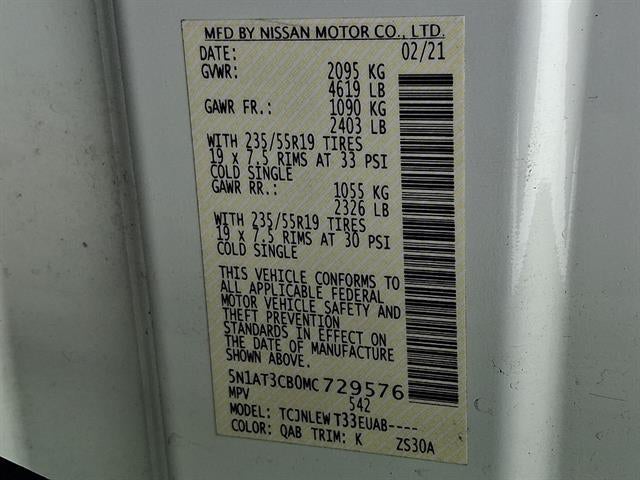 MFD BY NISSAN MOTOR CO., LTD.
DATE: 02/21
GVWR: 2095 KG
4619 LB
GAWR FR.: 1090 KG
2403 LB
WITH 235/55R19 TIRES
19 x 7.5 RIMS AT 33 PSI
COLD SINGLE
GAWR RR.: 1055 KG
2326 LB
WITH 235/55R19 TIRES
19 x 7.5 RIMS AT 30 PSI
COLD SINGLE
THIS VEHICLE CONFORMS TO
ALL APPLICABLE FEDERAL
MOTOR VEHICLE SAFETY AND
THEFT PREVENTION
STANDARDS IN EFFECT ON
THE DATE OF MANUFACTURE
SHOWN ABOVE.
5N1AT3CB0MC729576
MPV 542
MODEL: TCJNLEW T33EUAB----
COLOR: QAB TRIM: K ZS30A